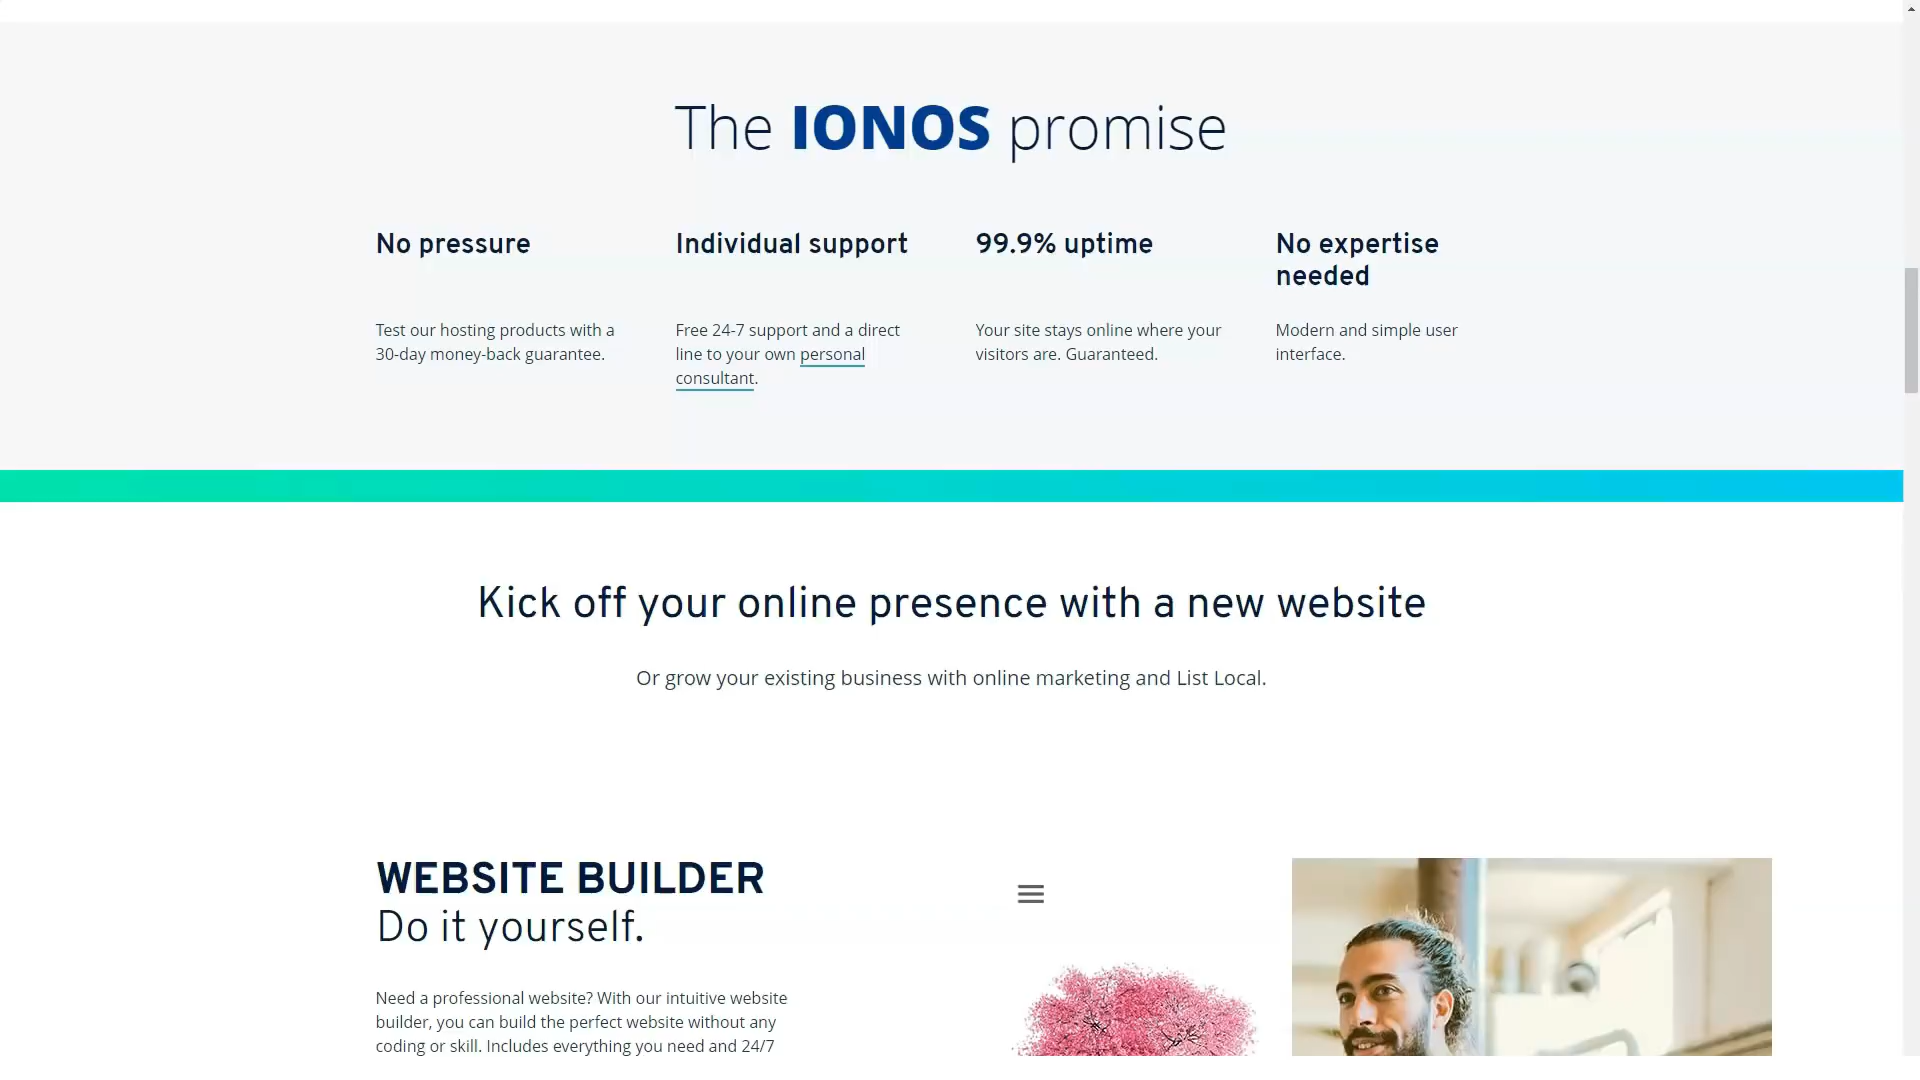 The IONOS promise
No pressure
Test our hosting products with a
30-day money-back guarantee.
Individual support
Free 24-7 support and a direct
line to your own personal
consultant.
99.9% uptime
Your site stays online where your
visitors are. Guaranteed.
No expertise
needed
Modern and simple user
interface.
Kick off your online presence with a new website
Or grow your existing business with online marketing and List Local.
WEBSITE BUILDER
Do it yourself.
Need a professional website? With our intuitive website
builder, you can build the perfect website without any
coding or skill. Includes everything you need and 24/7